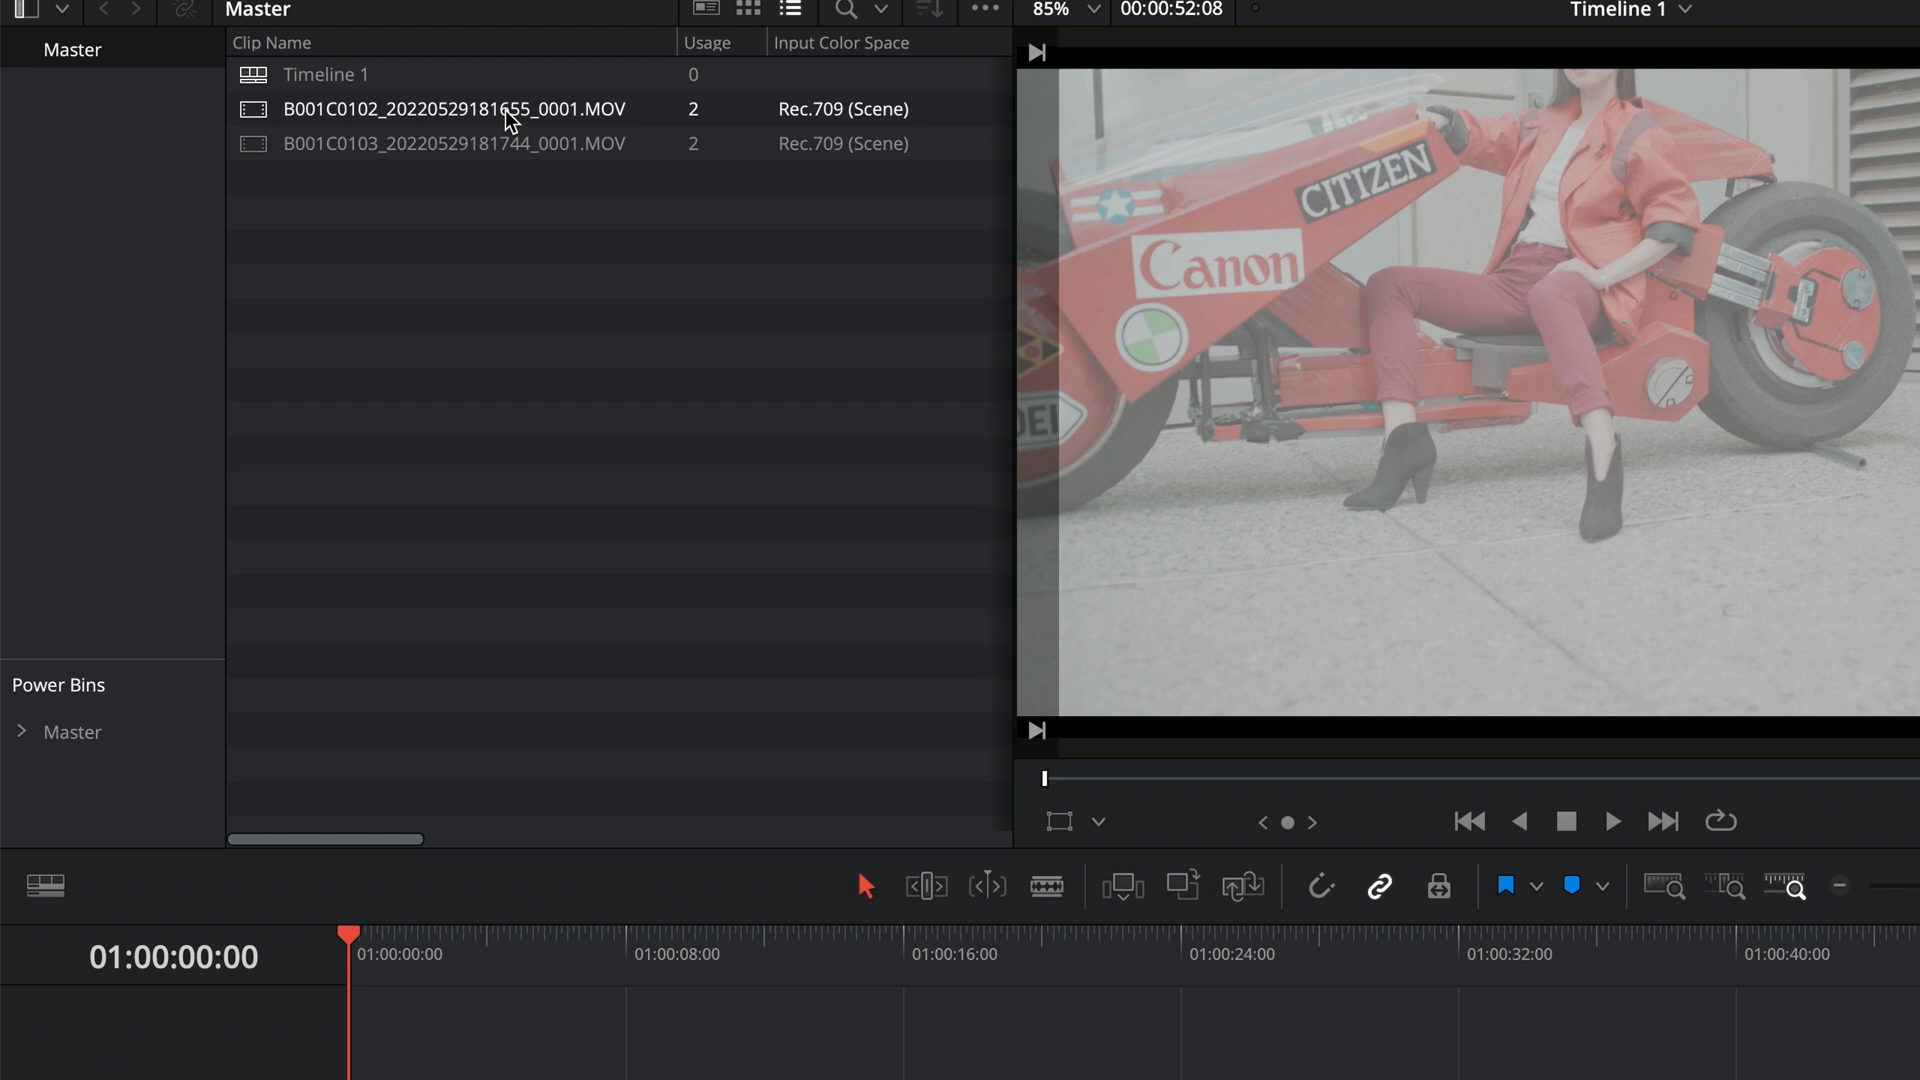 Master
85%
00:00:52:08
Timeline 1
Master
Clip Name
Usage
Input Color Space
Timeline 1
0
B001C0102_20220529181655_0001.MOV
2
Rec.709 (Scene)
B001C0103_20220529181744_0001.MOV
2
Rec.709 (Scene)
CITIZEN
Canon
DEI
Power Bins
Master
01:00:00:00
01:00:00:00
01:00:08:00
01:00:16:00
01:00:24:00
01:00:32:00
01:00:40:00